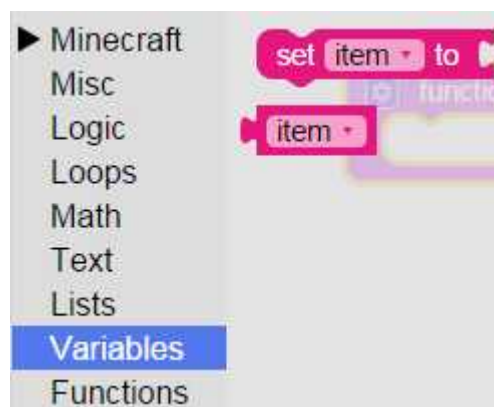 Minecraft
Misc
Logic
Loops
Math
Text
Lists
Variables
Functions
set item to
item